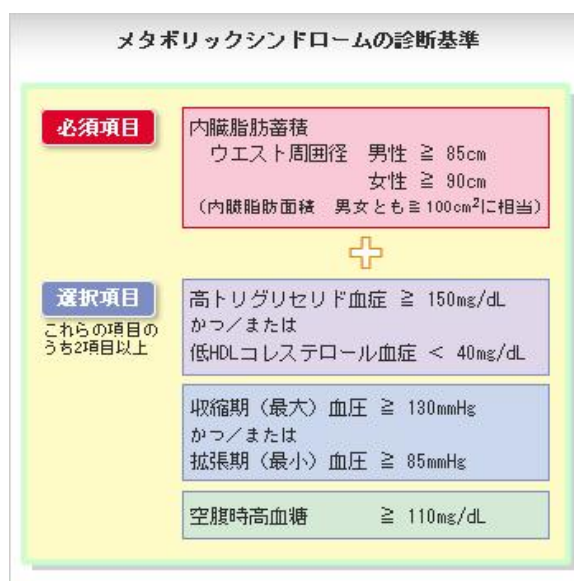 メタボリックシンドロームの診断基準
必須項目
内臓脂肪蓄積
ウエスト周囲径 男性 ≧ 85cm
女性 ≧ 90cm
(内臓脂肪面積 男女とも≧100cm²に相当)
選択項目
これらの項目の
うち2項目以上
高トリグリセリド血症 ≧ 150mg/dL
かつ/または
低HDLコレステロール血症 < 40mg/dL
収縮期(最大)血圧 ≧ 130mmHg
かつ/または
拡張期(最小)血圧 ≧ 85mmHg
空腹時高血糖 ≧ 110mg/dL